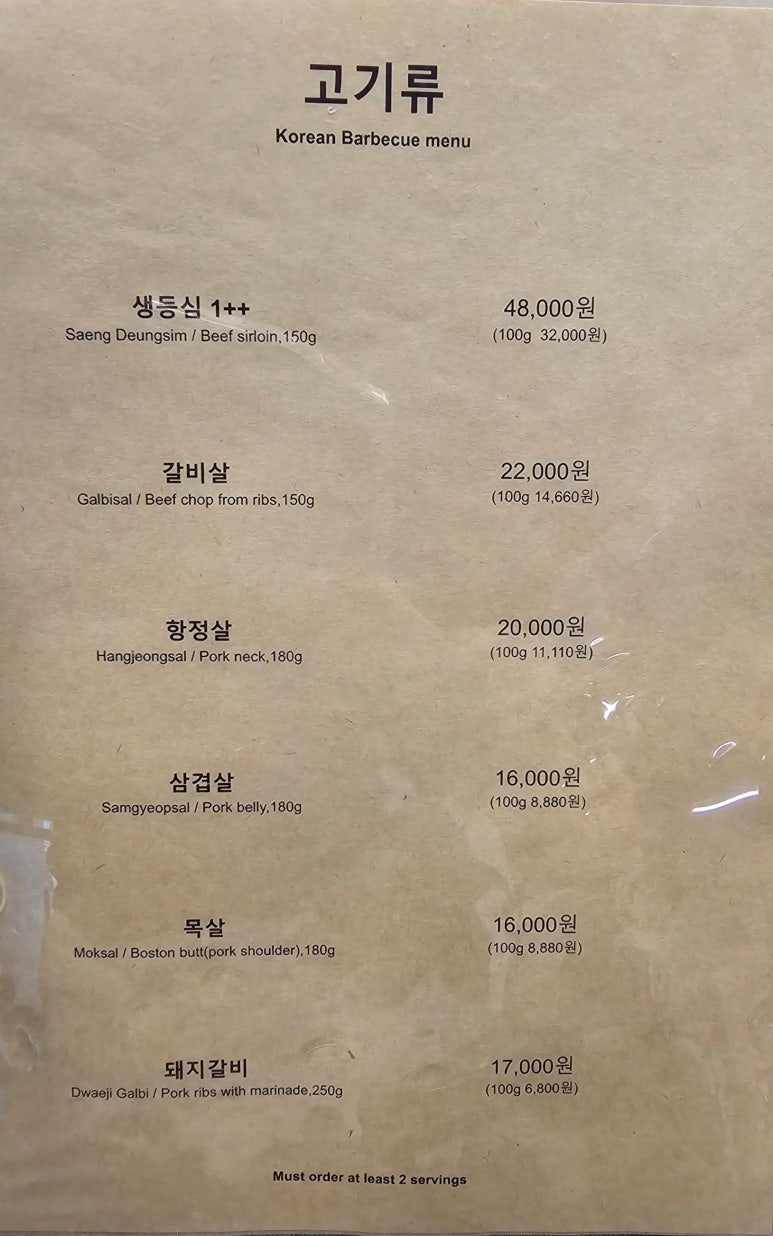 고기류
Korean Barbecue menu
생등심 1++ 48,000원
Saeng Deungsim / Beef sirloin,150g (100g 32,000원)
갈비살 22,000원
Galbisal / Beef chop from ribs,150g (100g 14,660원)
항정살 20,000원
Hangjeongsal / Pork neck,180g (100g 11,110원)
삼겹살 16,000원
Samgyeopsal / Pork belly,180g (100g 8,880원)
목살 16,000원
Moksal / Boston butt(pork shoulder),180g (100g 8,880원)
돼지갈비 17,000원
Dwaeji Galbi / Pork ribs with marinade,250g (100g 6,800원)
Must order at least 2 servings